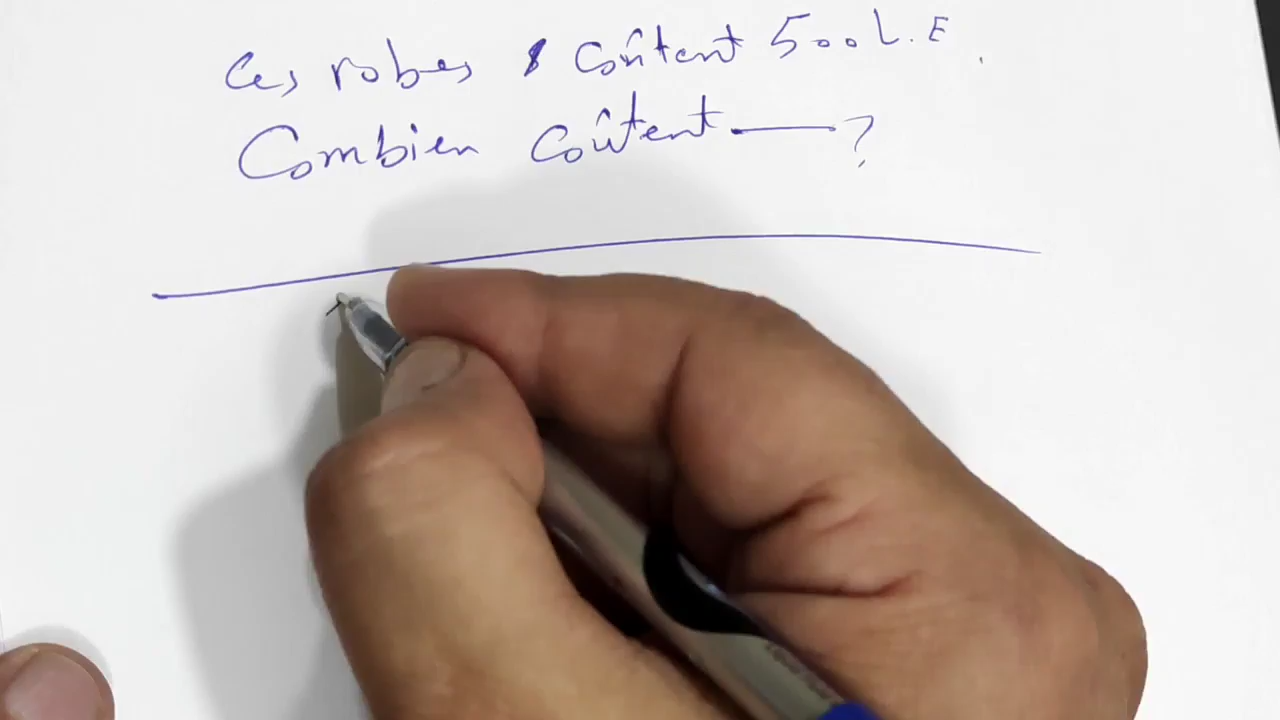 Ces robes coûtent 500 L.E.
Combien coûtent — ?